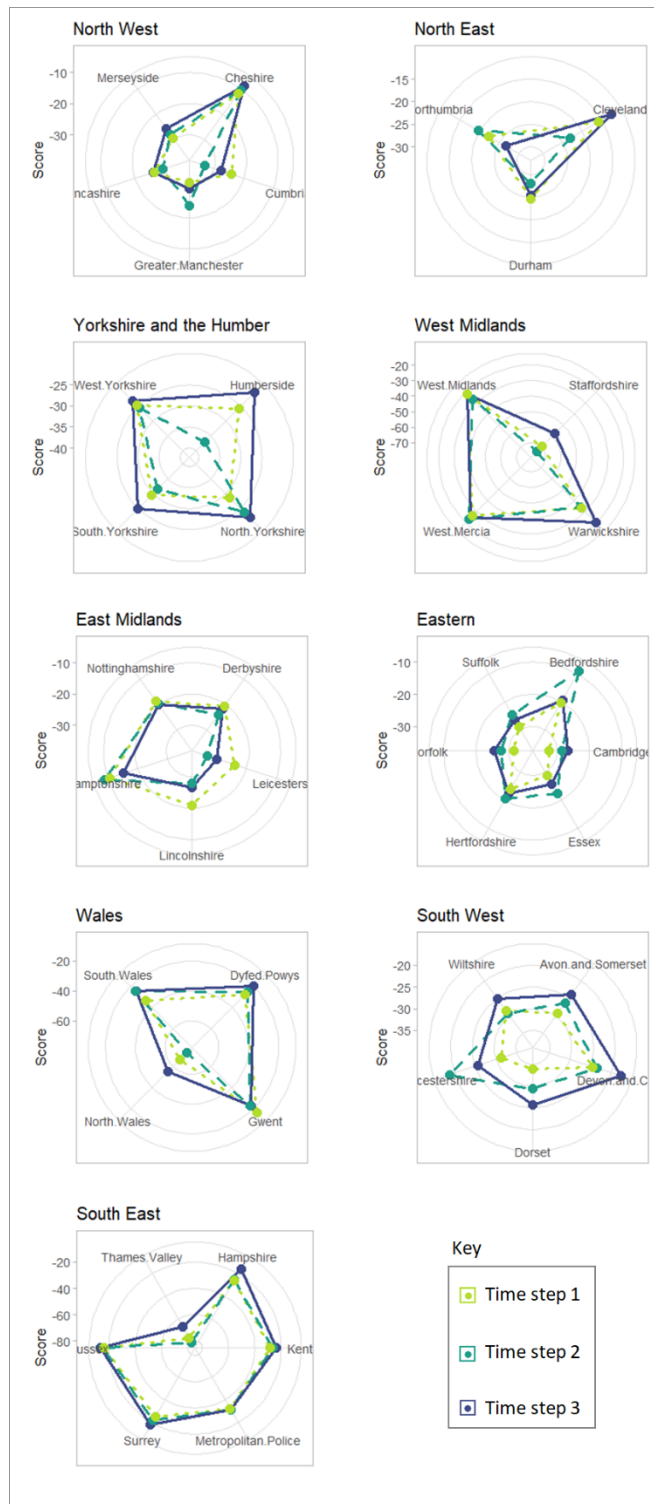 North West
-10
-20
-30
Score
Merseyside
Cheshire
ncashire
Cumbri
Greater.Manchester
North East
-15
-20
-25
-30
Score
orthumbria
Cleveland
Durham
Yorkshire and the Humber
-25
-30
-35
-40
Score
West.Yorkshire
Humberside
South.Yorkshire
North.Yorkshire
West Midlands
-20
-30
-40
-50
-60
-70
Score
West.Midlands
Staffordshire
West.Mercia
Warwickshire
East Midlands
-10
-20
-30
Score
Nottinghamshire
Derbyshire
amptonshire
Leicesters
Lincolnshire
Eastern
-10
-20
-30
Score
Suffolk
Bedfordshire
orfolk
Cambridge
Hertfordshire
Essex
Wales
-20
-40
-60
Score
South.Wales
Dyfed.Powys
North.Wales
Gwent
South West
-20
-25
-30
-35
Score
Wiltshire
Avon.and.Somerset
cestershire
Devon.and.C
Dorset
South East
-20
-40
-60
-80
Score
Thames.Valley
Hampshire
ussex
Kent
Surrey
Metropolitan.Police
Key
Time step 1
Time step 2
Time step 3